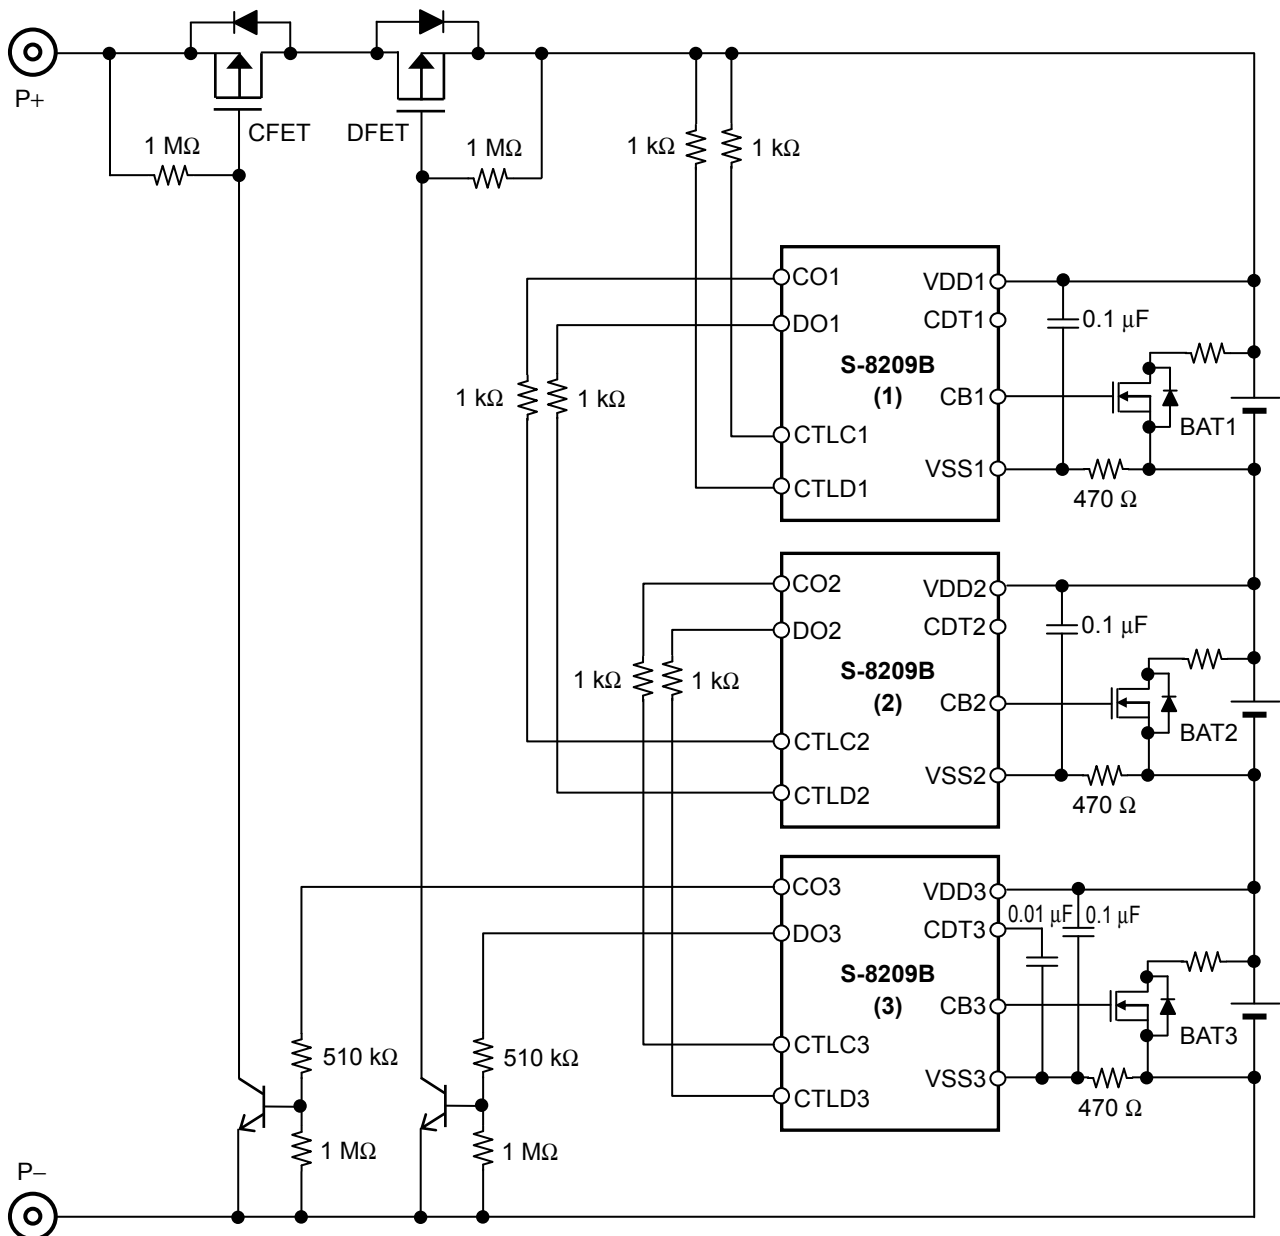 P+
CFET
DFET
1 MΩ
1 MΩ
1 kΩ
1 kΩ
CO1
VDD1
DO1
CDT1
0.1 μF
S-8209B
(1)
1 kΩ
1 kΩ
CB1
BAT1
CTLC1
VSS1
CTLD1
470 Ω
CO2
VDD2
DO2
CDT2
0.1 μF
S-8209B
(2)
1 kΩ
1 kΩ
CB2
BAT2
CTLC2
VSS2
CTLD2
470 Ω
CO3
VDD3
0.01 μF
0.1 μF
DO3
CDT3
S-8209B
(3)
CB3
BAT3
510 kΩ
510 kΩ
CTLC3
VSS3
CTLD3
470 Ω
1 MΩ
1 MΩ
P–